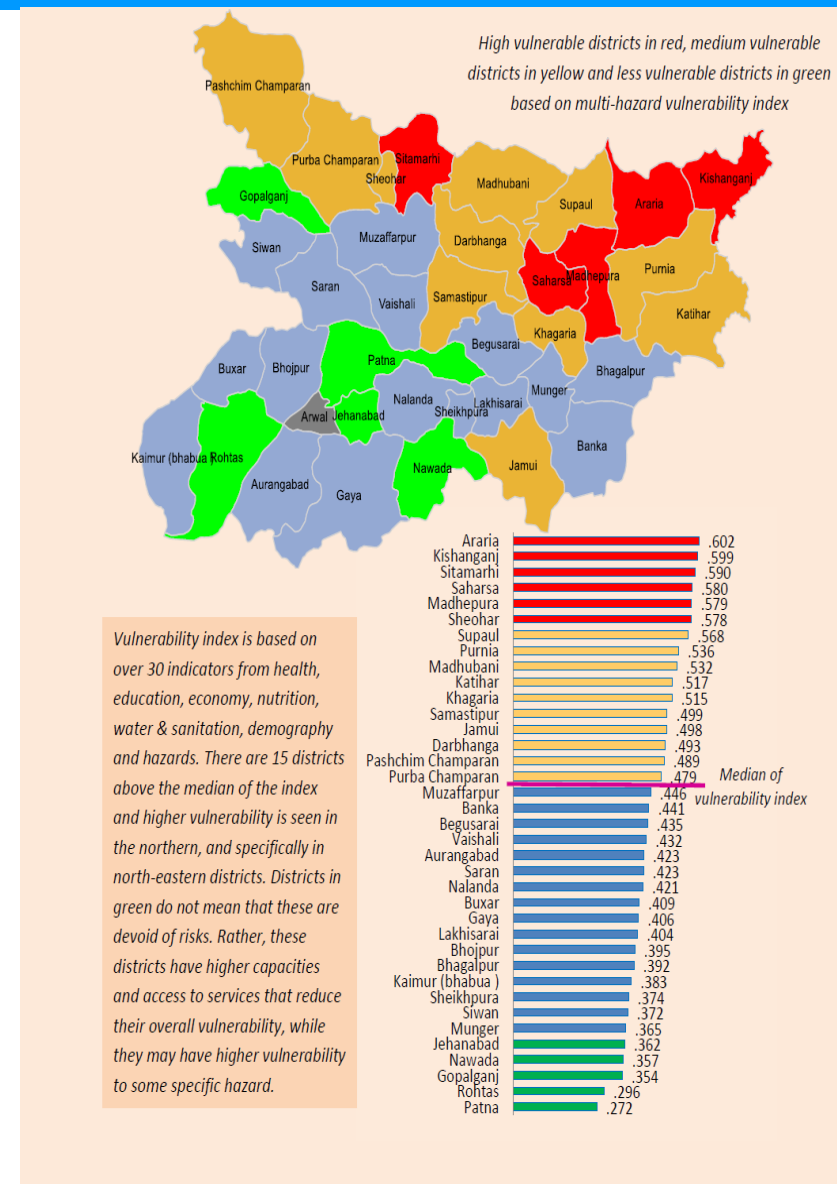 High vulnerable districts in red, medium vulnerable
districts in yellow and less vulnerable districts in green
based on multi-hazard vulnerability index
Pashchim Champaran
Purba Champaran
Sitamarhi
Sheohar
Gopalganj
Madhubani
Supaul
Araria
Kishanganj
Siwan
Muzaffarpur
Darbhanga
Saran
Vaishali
Samastipur
Saharsa
Madhepura
Purnia
Katihar
Khagaria
Begusarai
Patna
Buxar
Bhojpur
Bhagalpur
Munger
Nalanda
Lakhisarai
Sheikhpura
Arwal
Jehanabad
Kaimur (bhabua )
Rohtas
Aurangabad
Gaya
Nawada
Jamui
Banka
Araria .602
Kishanganj .599
Sitamarhi .590
Saharsa .580
Madhepura .579
Sheohar .578
Supaul .568
Purnia .536
Madhubani .532
Katihar .517
Khagaria .515
Samastipur .499
Jamui .498
Darbhanga .493
Pashchim Champaran .489
Purba Champaran .479
Median of
vulnerability index
Muzaffarpur .446
Banka .441
Begusarai .435
Vaishali .432
Aurangabad .423
Saran .423
Nalanda .421
Buxar .409
Gaya .406
Lakhisarai .404
Bhojpur .395
Bhagalpur .392
Kaimur (bhabua ) .383
Sheikhpura .374
Siwan .372
Munger .365
Jehanabad .362
Nawada .357
Gopalganj .354
Rohtas .296
Patna .272
Vulnerability index is based on
over 30 indicators from health,
education, economy, nutrition,
water & sanitation, demography
and hazards. There are 15 districts
above the median of the index
and higher vulnerability is seen in
the northern, and specifically in
north-eastern districts. Districts in
green do not mean that these are
devoid of risks. Rather, these
districts have higher capacities
and access to services that reduce
their overall vulnerability, while
they may have higher vulnerability
to some specific hazard.